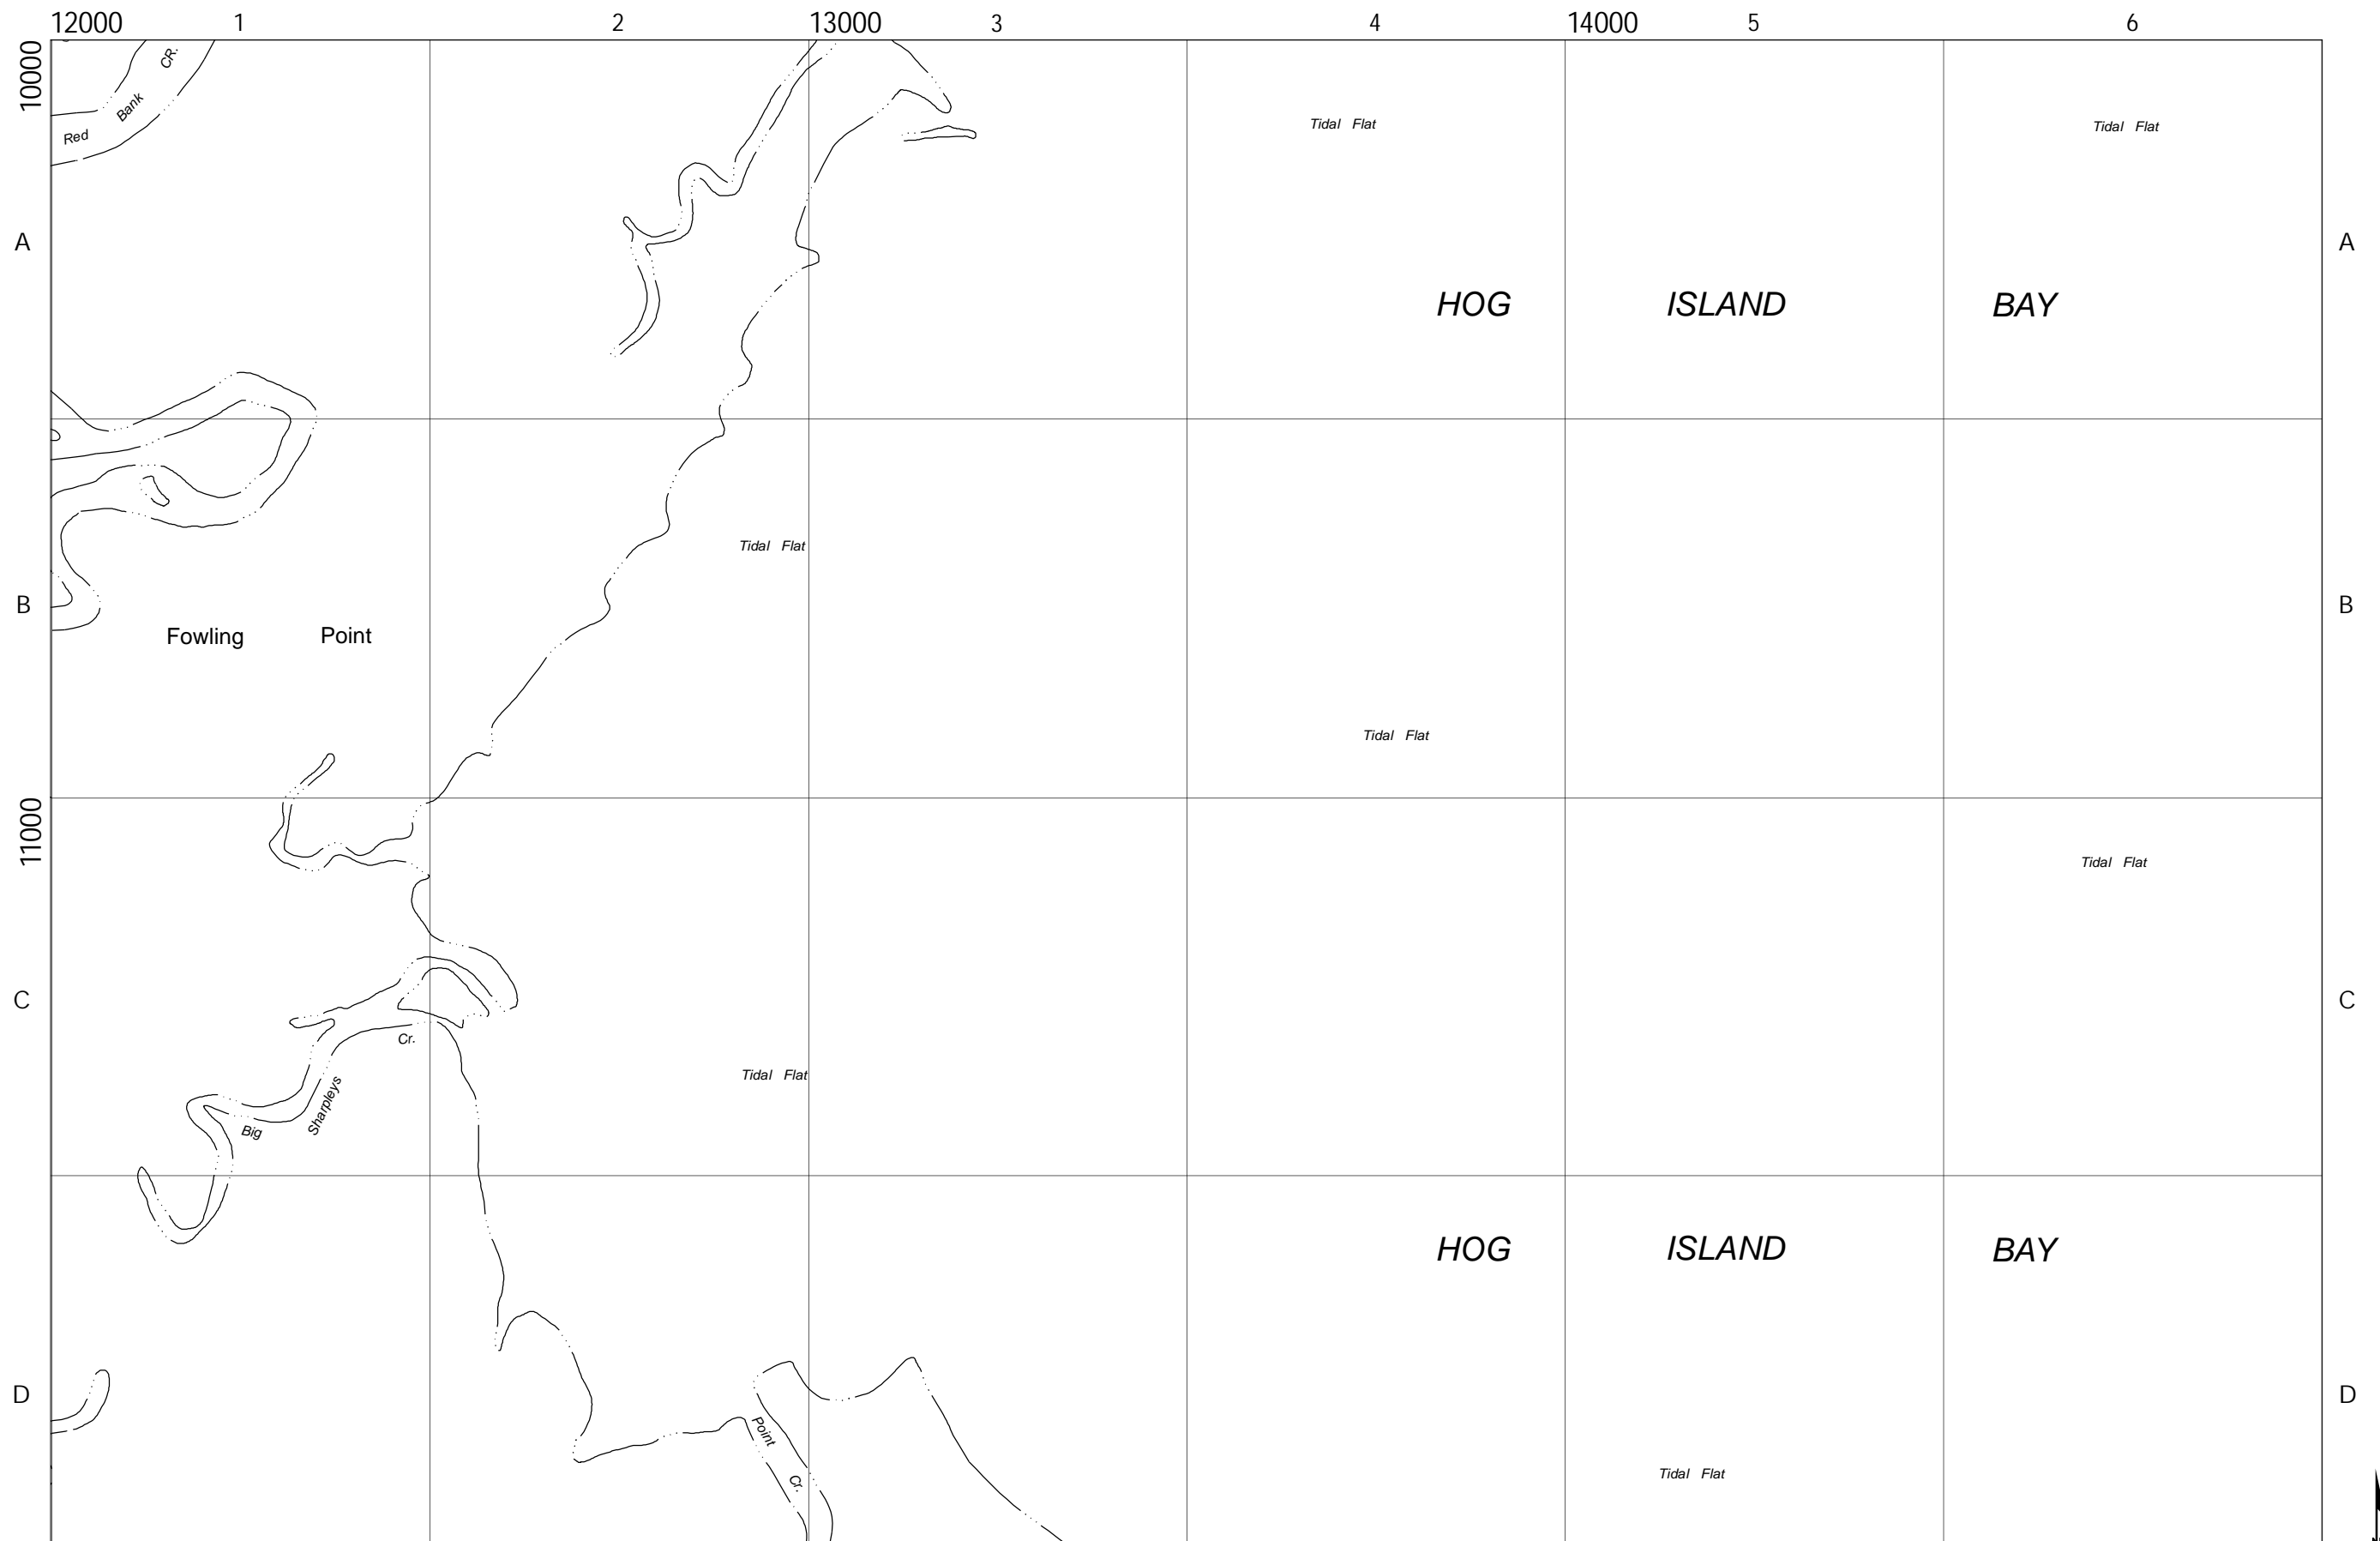 12000 1 2 13000 3 4 14000 5 6
10000
CR.
Bank
Red
Tidal Flat
Tidal Flat
A
A
HOG ISLAND BAY
Tidal Flat
B
B
Fowling Point
Tidal Flat
11000
Tidal Flat
C
C
Cr.
Tidal Flat
Sharpleys
Big
HOG ISLAND BAY
D
D
Point
Cr.
Tidal Flat